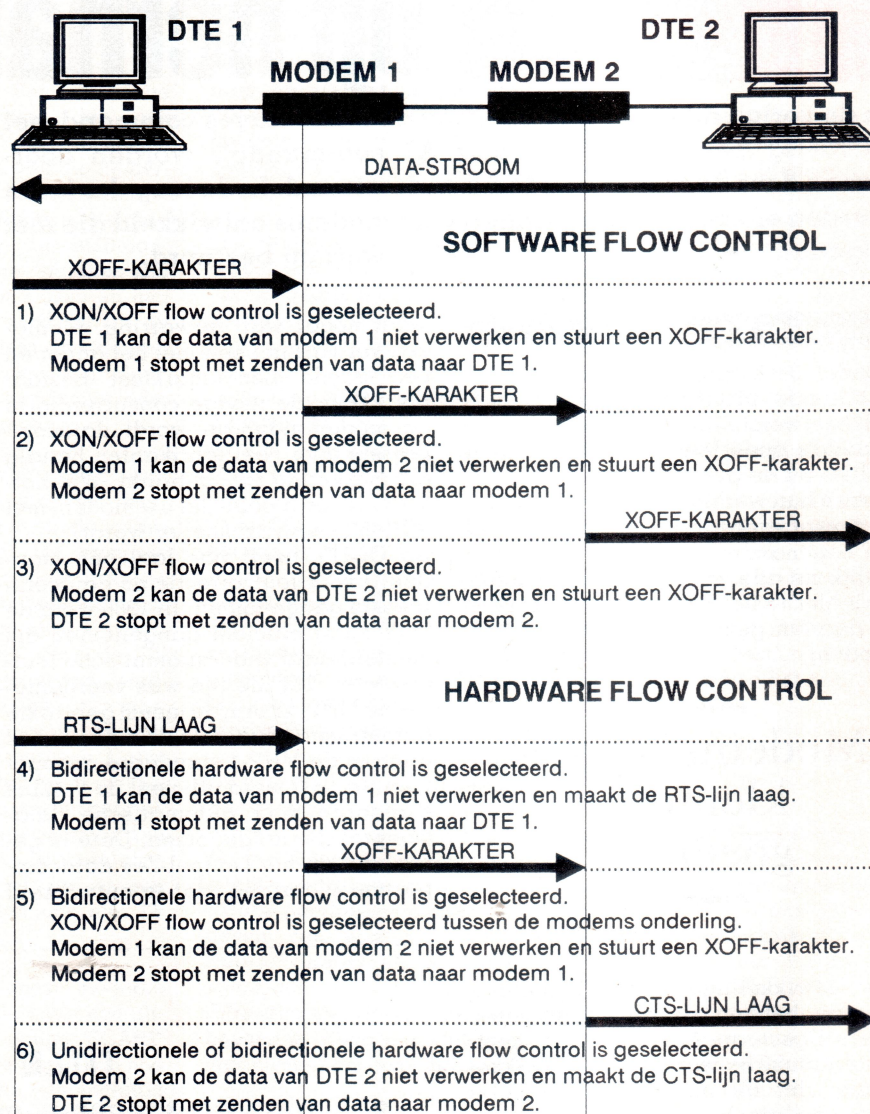 DTE 1
DTE 2
MODEM 1
MODEM 2
DATA-STROOM
SOFTWARE FLOW CONTROL
XOFF-KARAKTER
1) XON/XOFF flow control is geselecteerd.
DTE 1 kan de data van modem 1 niet verwerken en stuurt een XOFF-karakter.
Modem 1 stopt met zenden van data naar DTE 1.
XOFF-KARAKTER
2) XON/XOFF flow control is geselecteerd.
Modem 1 kan de data van modem 2 niet verwerken en stuurt een XOFF-karakter.
Modem 2 stopt met zenden van data naar modem 1.
XOFF-KARAKTER
3) XON/XOFF flow control is geselecteerd.
Modem 2 kan de data van DTE 2 niet verwerken en stuurt een XOFF-karakter.
DTE 2 stopt met zenden van data naar modem 2.
HARDWARE FLOW CONTROL
RTS-LIJN LAAG
4) Bidirectionele hardware flow control is geselecteerd.
DTE 1 kan de data van modem 1 niet verwerken en maakt de RTS-lijn laag.
Modem 1 stopt met zenden van data naar DTE 1.
XOFF-KARAKTER
5) Bidirectionele hardware flow control is geselecteerd.
XON/XOFF flow control is geselecteerd tussen de modems onderling.
Modem 1 kan de data van modem 2 niet verwerken en stuurt een XOFF-karakter.
Modem 2 stopt met zenden van data naar modem 1.
CTS-LIJN LAAG
6) Unidirectionele of bidirectionele hardware flow control is geselecteerd.
Modem 2 kan de data van DTE 2 niet verwerken en maakt de CTS-lijn laag.
DTE 2 stopt met zenden van data naar modem 2.